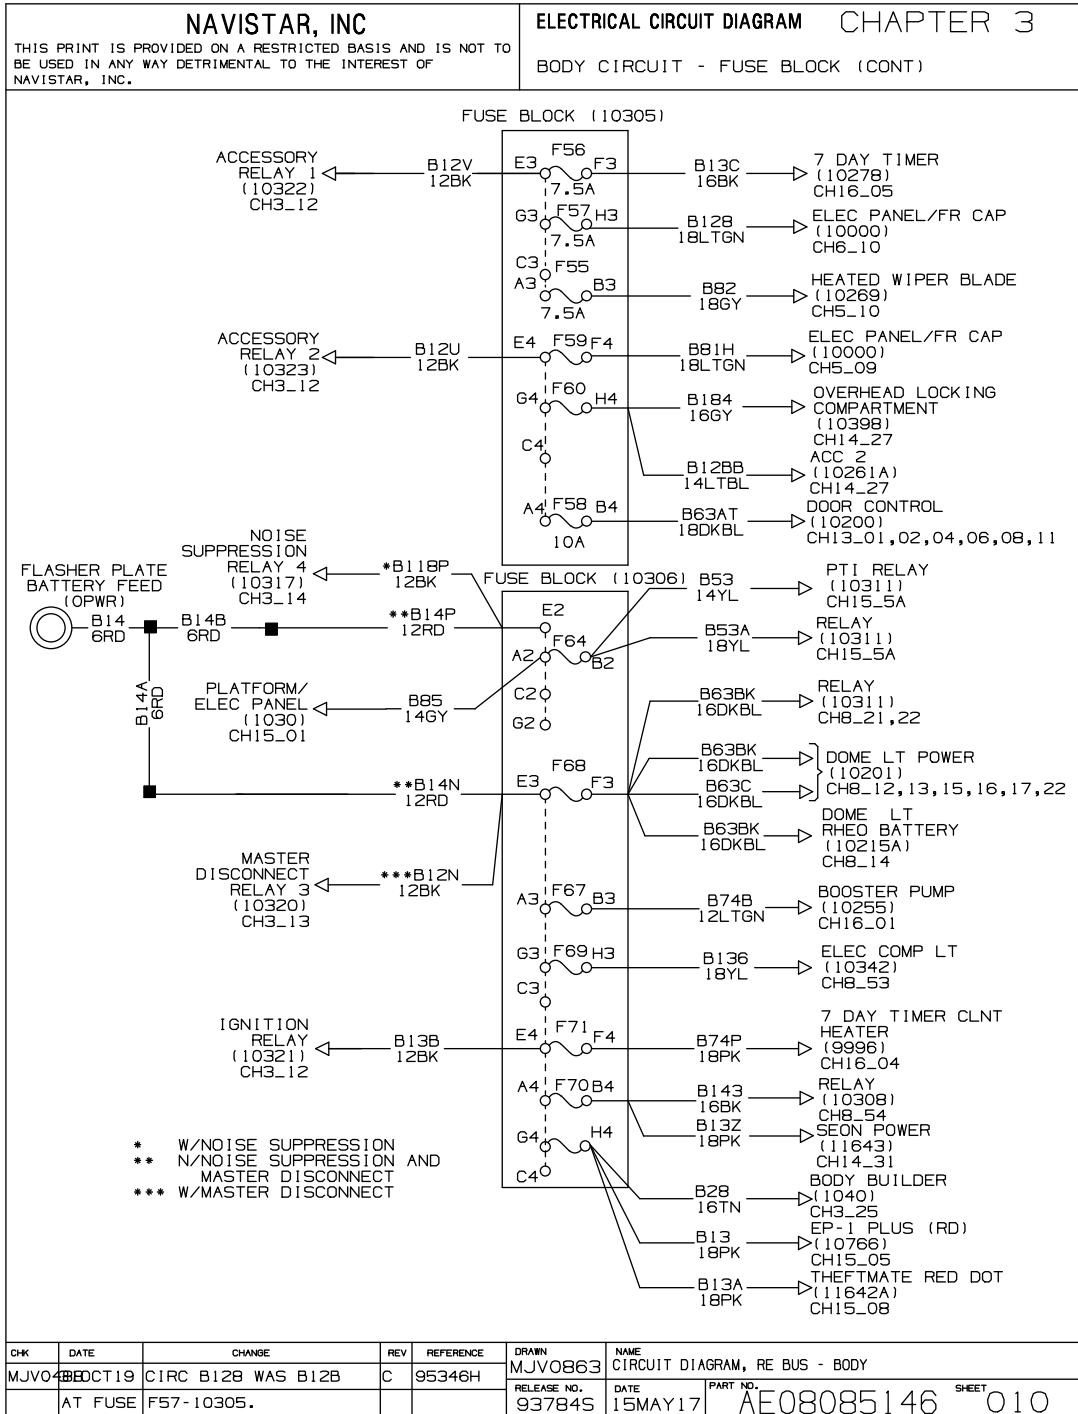 NAVISTAR, INC
THIS PRINT IS PROVIDED ON A RESTRICTED BASIS AND IS NOT TO
BE USED IN ANY WAY DETRIMENTAL TO THE INTEREST OF
NAVISTAR, INC.
ELECTRICAL CIRCUIT DIAGRAM CHAPTER 3
BODY CIRCUIT - FUSE BLOCK (CONT)
FUSE BLOCK (10305)
ACCESSORY
RELAY 1
(10322)
CH3_12
B12V
12BK
E3
F56
F3
7.5A
B13C
16BK
7 DAY TIMER
(10278)
CH16_05
G3
F57
H3
7.5A
B128
18LTGN
ELEC PANEL/FR CAP
(10000)
CH6_10
C3
F55
A3
B3
7.5A
B82
18GY
HEATED WIPER BLADE
(10269)
CH5_10
ACCESSORY
RELAY 2
(10323)
CH3_12
B12U
12BK
E4
F59
F4
B81H
18LTGN
ELEC PANEL/FR CAP
(10000)
CH5_09
G4
F60
H4
B184
16GY
OVERHEAD LOCKING
COMPARTMENT
(10398)
CH14_27
C4
B12BB
14LTBL
ACC 2
(10261A)
CH14_27
A4
F58
B4
10A
B63AT
18DKBL
DOOR CONTROL
(10200)
CH13_01,02,04,06,08,11
NOISE
SUPPRESSION
RELAY 4
(10317)
CH3_14
*B118P
12BK
FUSE BLOCK (10306)
B53
14YL
PTI RELAY
(10311)
CH15_5A
FLASHER PLATE
BATTERY FEED
(OPWR)
B14
6RD
B14B
6RD
**B14P
12RD
E2
F64
A2
B2
B53A
18YL
RELAY
(10311)
CH15_5A
B14A
6RD
PLATFORM/
ELEC PANEL
(1030)
CH15_01
B85
14GY
C2
G2
B63BK
16DKBL
RELAY
(10311)
CH8_21,22
B63BK
16DKBL
B63C
16DKBL
DOME LT POWER
(10201)
CH8_12,13,15,16,17,22
**B14N
12RD
E3
F68
F3
B63BK
16DKBL
DOME LT
RHEO BATTERY
(10215A)
CH8_14
MASTER
DISCONNECT
RELAY 3
(10320)
CH3_13
***B12N
12BK
A3
F67
B3
B74B
12LTGN
BOOSTER PUMP
(10255)
CH16_01
G3
F69
H3
B136
18YL
ELEC COMP LT
(10342)
CH8_53
C3
IGNITION
RELAY
(10321)
CH3_12
B13B
12BK
E4
F71
F4
B74P
18PK
7 DAY TIMER CLNT
HEATER
(9996)
CH16_04
A4
F70
B4
B143
16BK
RELAY
(10308)
CH8_54
B13Z
18PK
SEON POWER
(11643)
CH14_31
G4
H4
C4
B28
16TN
BODY BUILDER
(1040)
CH3_25
B13
18PK
EP-1 PLUS (RD)
(10766)
CH15_05
B13A
18PK
THEFTMATE RED DOT
(11642A)
CH15_08
* W/NOISE SUPPRESSION
** N/NOISE SUPPRESSION AND
MASTER DISCONNECT
*** W/MASTER DISCONNECT
CHK DATE CHANGE REV REFERENCE
OCT19 CIRC B128 WAS B12B C 95346H
AT FUSE F57-10305.
DRAWN
MJV0863
NAME
CIRCUIT DIAGRAM, RE BUS - BODY
RELEASE NO.
93784S
DATE
15MAY17
PART NO.
AE08085146
SHEET
010